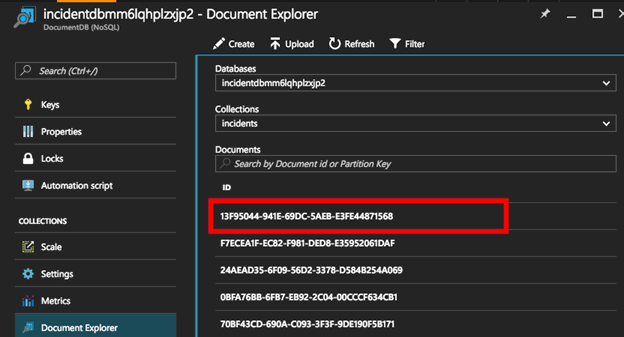 incidentdbmm6lqhplzxjp2 - Document Explorer
DocumentDB (NoSQL)
Search (Ctrl+/)
Keys
Properties
Locks
Automation script
COLLECTIONS
Scale
Settings
Metrics
Document Explorer
Create Upload Refresh Filter
Databases
incidentdbmm6lqhplzxjp2
Collections
incidents
Documents
Search by Document id or Partition Key
ID
13F95044-941E-69DC-5AEB-E3FE44871568
F7ECEA1F-EC82-F981-DED8-E35952061DAF
24AEAD35-6F09-56D2-3378-D584B254A069
0BFA76BB-6FB7-EB92-2C04-00CCCF634CB1
70BF43CD-690A-C093-3F3F-9DE190F5B171